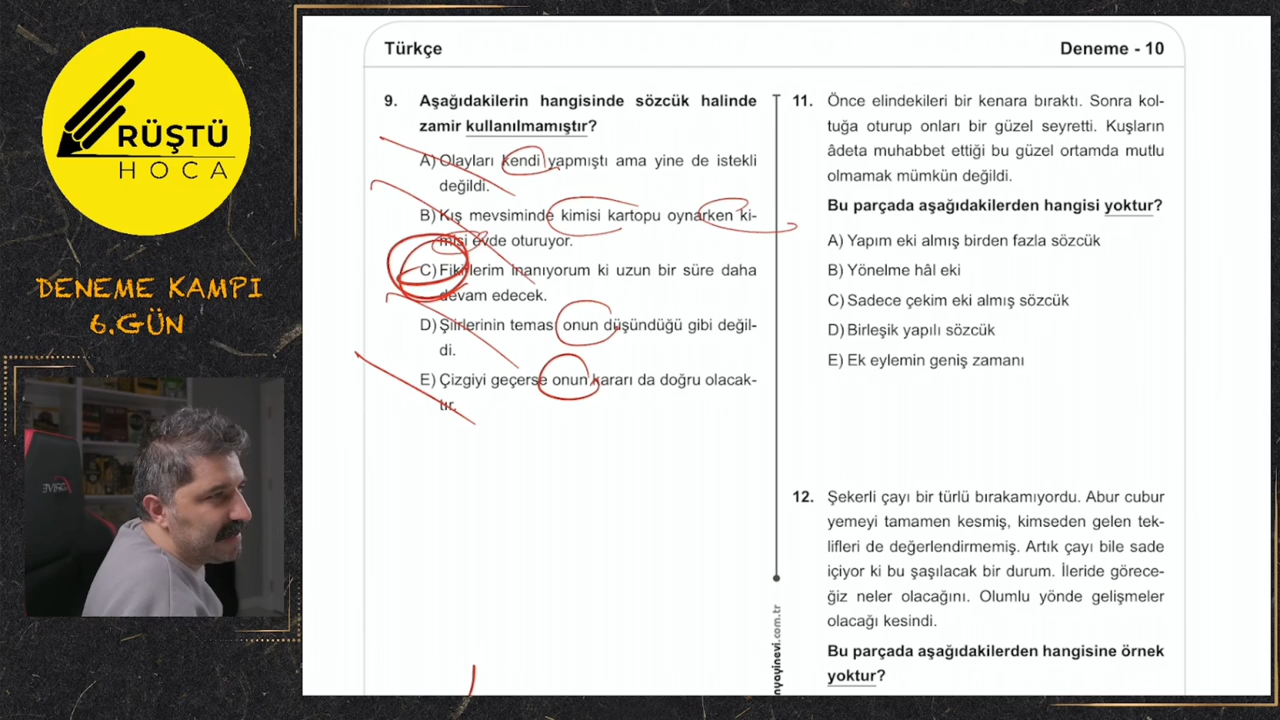 RÜŞTÜ
HOCA
DENEME KAMPI
6.GÜN
Türkçe
Deneme - 10
9. Aşağıdakilerin hangisinde sözcük halinde
zamir kullanılmamıştır?
A) Olayları kendi yapmıştı ama yine de istekli
değildi.
B) Kış mevsiminde kimisi kartopu oynarken ki-
misi evde oturuyor.
C) Fikirlerim inanıyorum ki uzun bir süre daha
devam edecek.
D) Şiirlerinin teması onun düşündüğü gibi değil-
di.
E) Çizgiyi geçerse onun kararı da doğru olacak-
tır.
11. Önce elindekileri bir kenara bıraktı. Sonra kol-
tuğa oturup onları bir güzel seyretti. Kuşların
âdeta muhabbet ettiği bu güzel ortamda mutlu
olmamak mümkün değildi.
Bu parçada aşağıdakilerden hangisi yoktur?
A) Yapım eki almış birden fazla sözcük
B) Yönelme hâl eki
C) Sadece çekim eki almış sözcük
D) Birleşik yapılı sözcük
E) Ek eylemin geniş zamanı
12. Şekerli çayı bir türlü bırakamıyordu. Abur cubur
yemeyi tamamen kesmiş, kimseden gelen tek-
lifleri de değerlendirmemiş. Artık çayı bile sade
içiyor ki bu şaşılacak bir durum. İleride görece-
ğiz neler olacağını. Olumlu yönde gelişmeler
olacağı kesindi.
Bu parçada aşağıdakilerden hangisine örnek
yoktur?
nyayinevi.com.tr